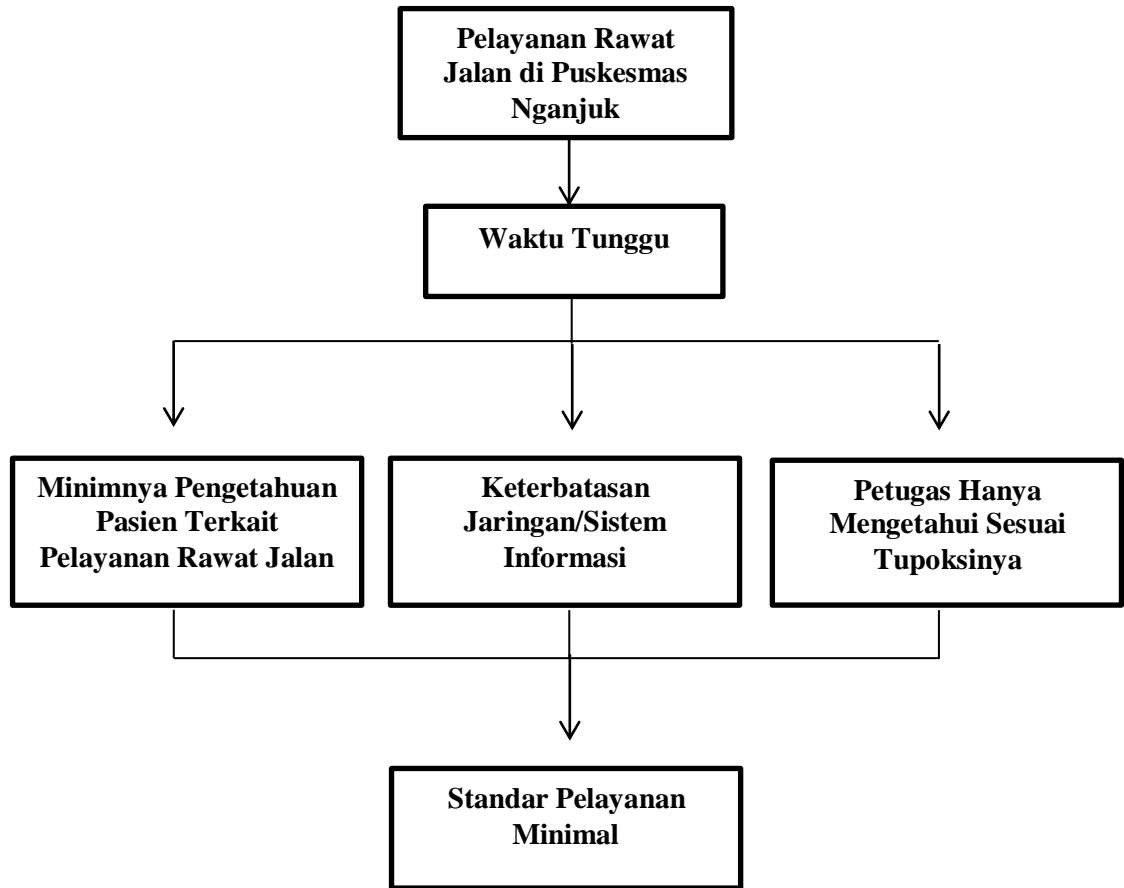 Pelayanan Rawat
Jalan di Puskesmas
Nganjuk
Waktu Tunggu
Minimnya Pengetahuan
Pasien Terkait
Pelayanan Rawat Jalan
Keterbatasan
Jaringan/Sistem
Informasi
Petugas Hanya
Mengetahui Sesuai
Tupoksinya
Standar Pelayanan
Minimal